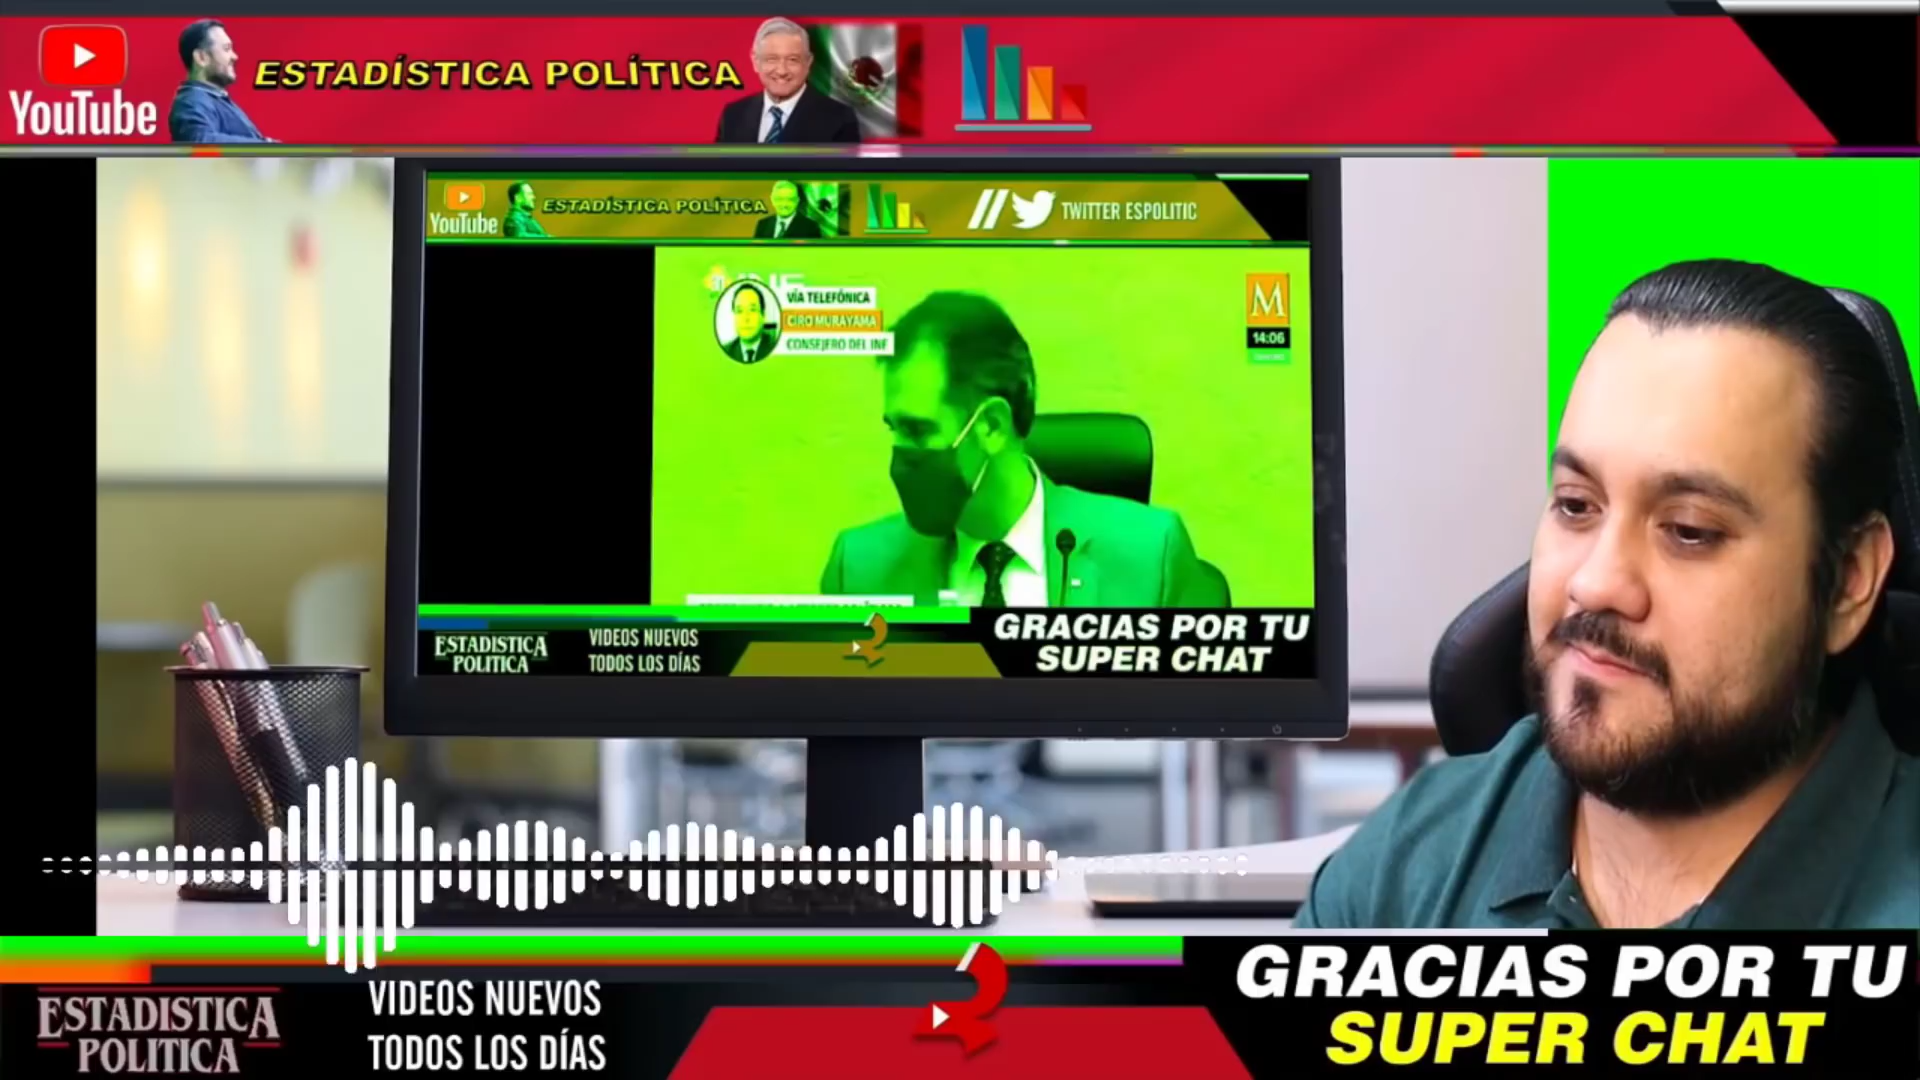 YouTube
ESTADÍSTICA POLÍTICA
YouTube
ESTADÍSTICA POLÍTICA
TWITTER ESPOLITIC
VÍA TELEFÓNICA
CIRO MURAYAMA
CONSEJERO DEL INE
M
14:06
ESTADISTICA
POLITICA
VIDEOS NUEVOS
TODOS LOS DÍAS
GRACIAS POR TU
SUPER CHAT
ESTADISTICA
POLITICA
VIDEOS NUEVOS
TODOS LOS DÍAS
GRACIAS POR TU
SUPER CHAT